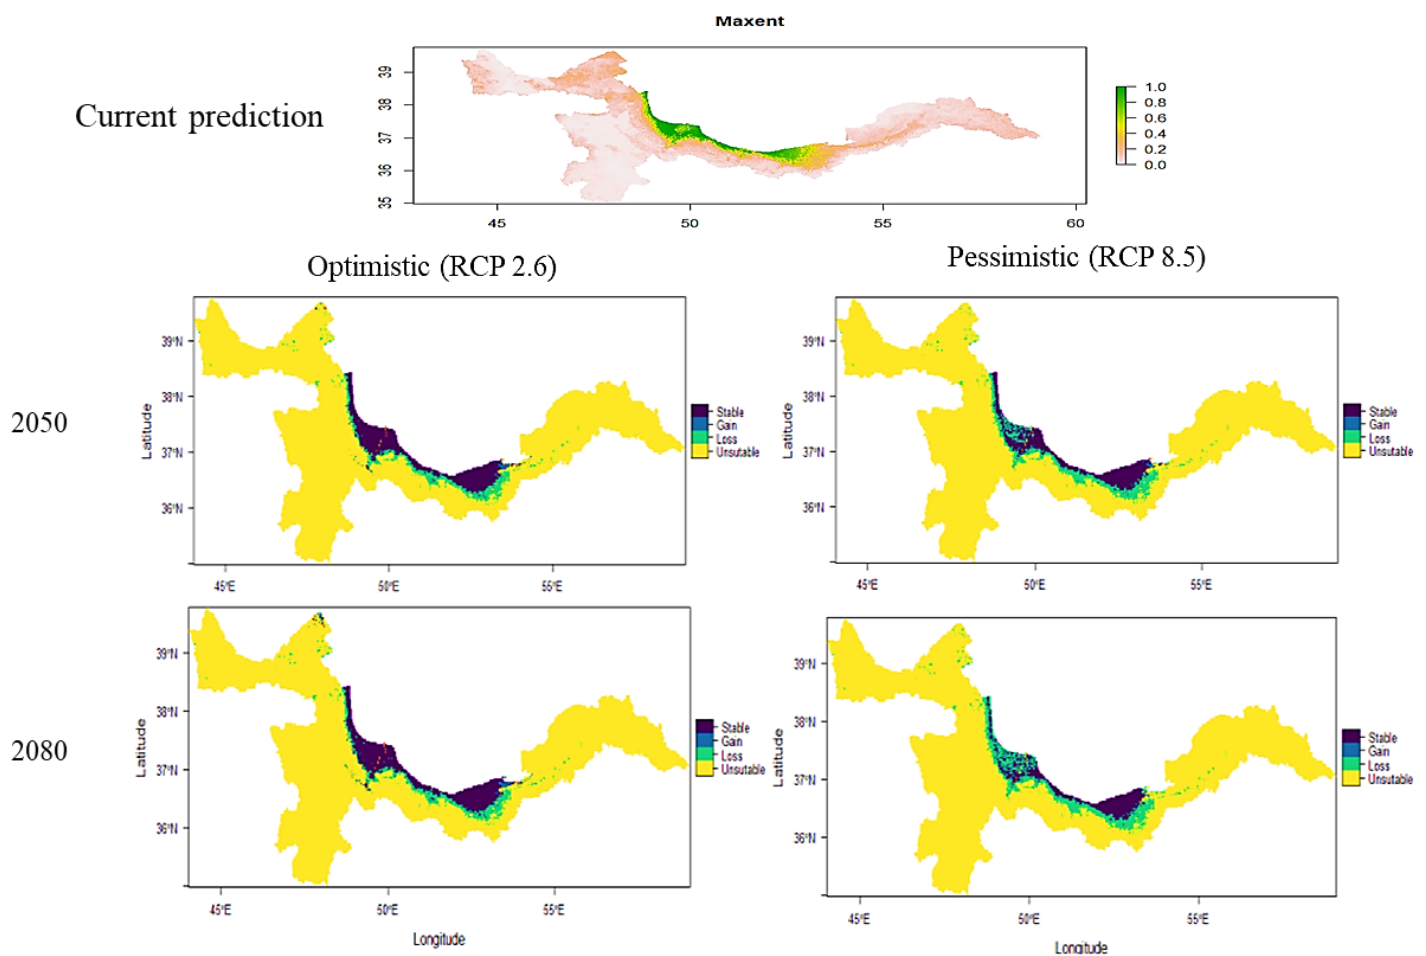 Maxent
Current prediction
39
38
37
36
35
45
50
55
60
1.0
0.8
0.6
0.4
0.2
0.0
Optimistic (RCP 2.6)
Pessimistic (RCP 8.5)
2050
Latitude
39°N
38°N
37°N
36°N
45°E
50°E
55°E
Stable
Gain
Loss
Unsutable
Latitude
39°N
38°N
37°N
36°N
45°E
50°E
55°E
Stable
Gain
Loss
Unsutable
2080
Latitude
39°N
38°N
37°N
36°N
45°E
50°E
55°E
Longitude
Stable
Gain
Loss
Unsutable
Latitude
39°N
38°N
37°N
36°N
45°E
50°E
55°E
Longitude
Stable
Gain
Loss
Unsutable